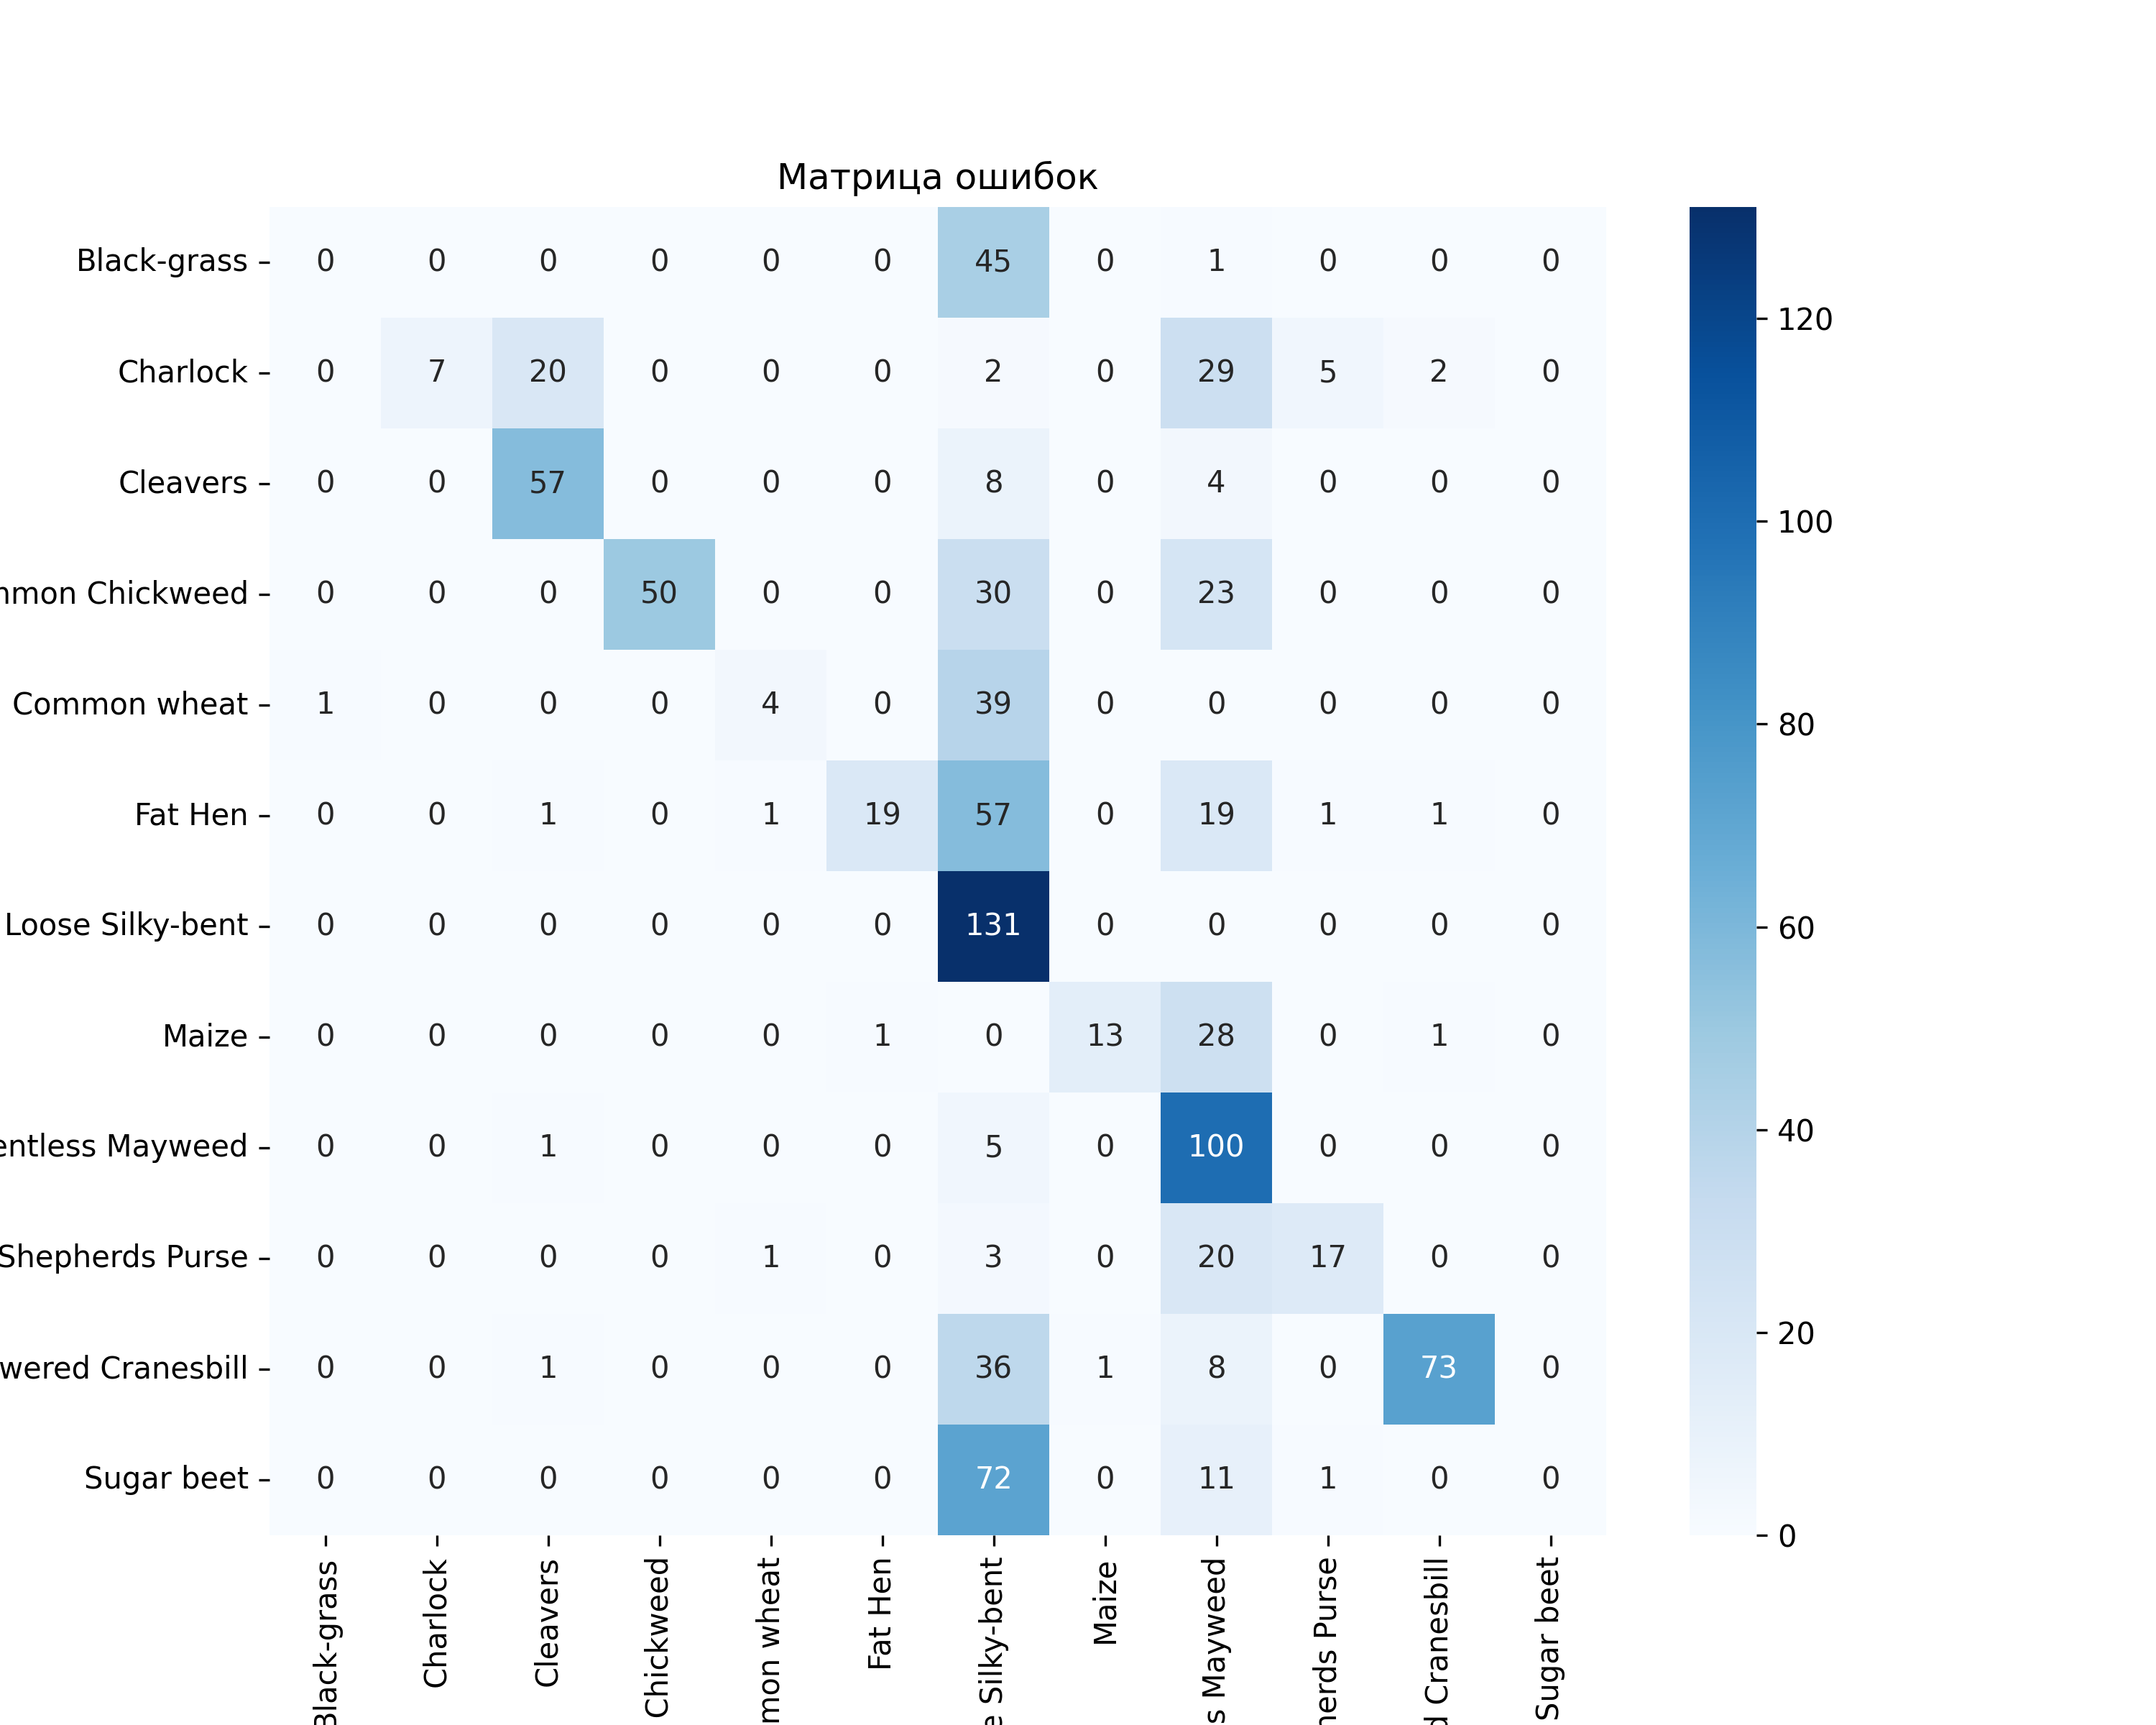 Матрица ошибок
Black-grass 0 0 0 0 0 0 45 0 1 0 0 0
120
Charlock 0 7 20 0 0 0 2 0 29 5 2 0
Cleavers 0 0 57 0 0 0 8 0 4 0 0 0
100
mmon Chickweed 0 0 0 50 0 0 30 0 23 0 0 0
Common wheat 1 0 0 0 4 0 39 0 0 0 0 0
80
Fat Hen 0 0 1 0 1 19 57 0 19 1 1 0
60
Loose Silky-bent 0 0 0 0 0 0 131 0 0 0 0 0
Maize 0 0 0 0 0 1 0 13 28 0 1 0
40
entless Mayweed 0 0 1 0 0 0 5 0 100 0 0 0
Shepherds Purse 0 0 0 0 1 0 3 0 20 17 0 0
20
wered Cranesbill 0 0 1 0 0 0 36 1 8 0 73 0
Sugar beet 0 0 0 0 0 0 72 0 11 1 0 0
0
Black-grass
Charlock
Cleavers
Chickweed
mon wheat
Fat Hen
e Silky-bent
Maize
s Mayweed
herds Purse
d Cranesbill
Sugar beet